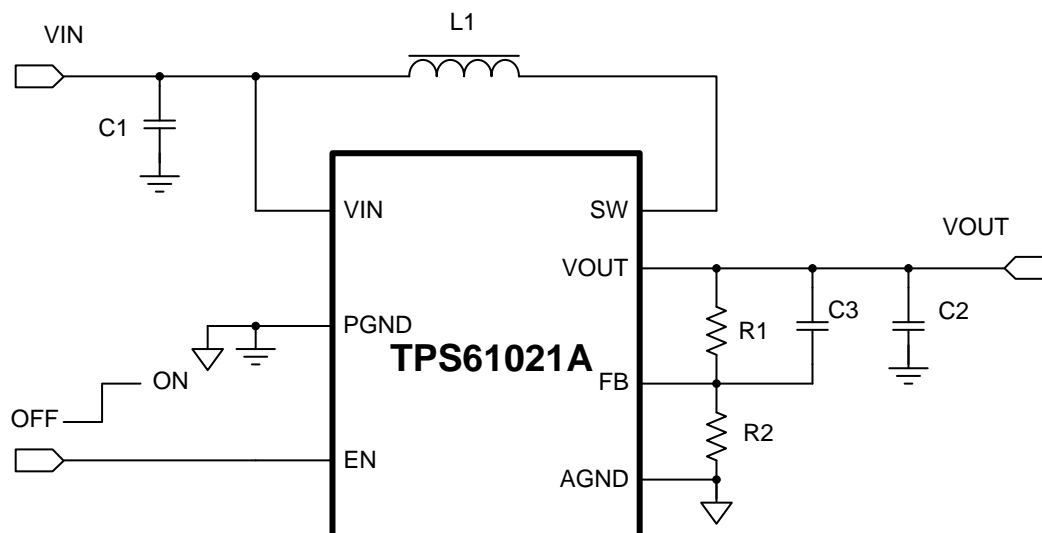 L1
VIN
C1
VIN
SW
VOUT
VOUT
PGND
R1
C3
C2
TPS61021A
ON
FB
OFF
R2
EN
AGND